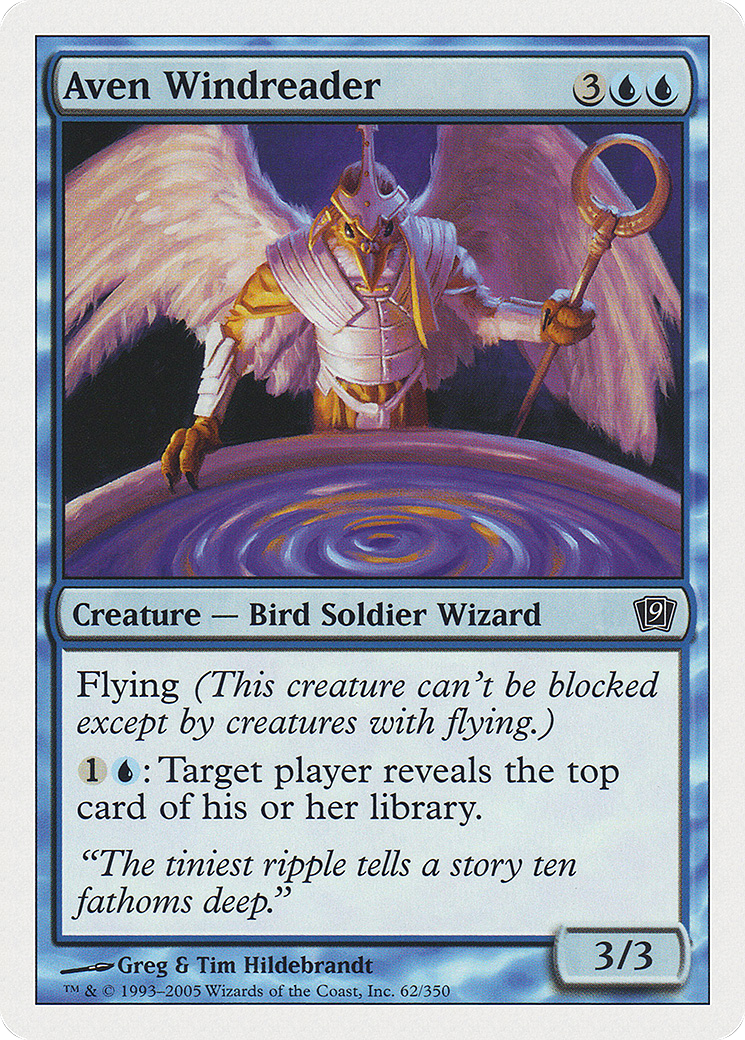 Aven Windreader 3
Creature — Bird Soldier Wizard 9
Flying (This creature can't be blocked
except by creatures with flying.)
1 : Target player reveals the top
card of his or her library.
“The tiniest ripple tells a story ten
fathoms deep.”
3/3
Greg & Tim Hildebrandt
™ & © 1993–2005 Wizards of the Coast, Inc. 62/350